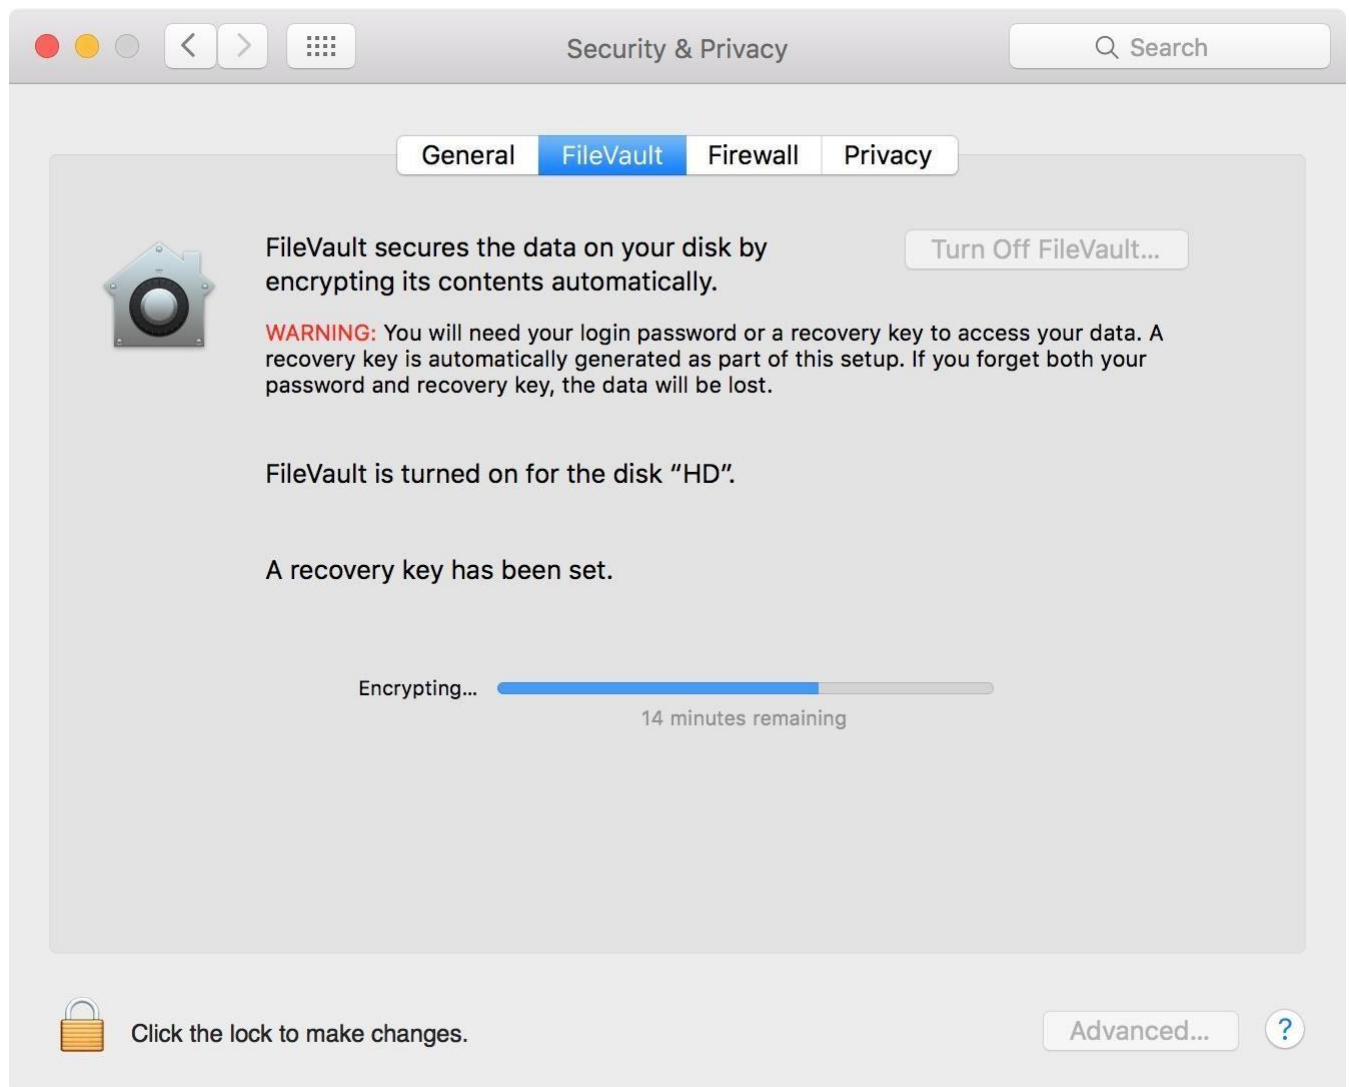 Security & Privacy
Search
General
FileVault
Firewall
Privacy
FileVault secures the data on your disk by
encrypting its contents automatically.
Turn Off FileVault...
WARNING: You will need your login password or a recovery key to access your data. A
recovery key is automatically generated as part of this setup. If you forget both your
password and recovery key, the data will be lost.
FileVault is turned on for the disk “HD”.
A recovery key has been set.
Encrypting...
14 minutes remaining
Click the lock to make changes.
Advanced...
?